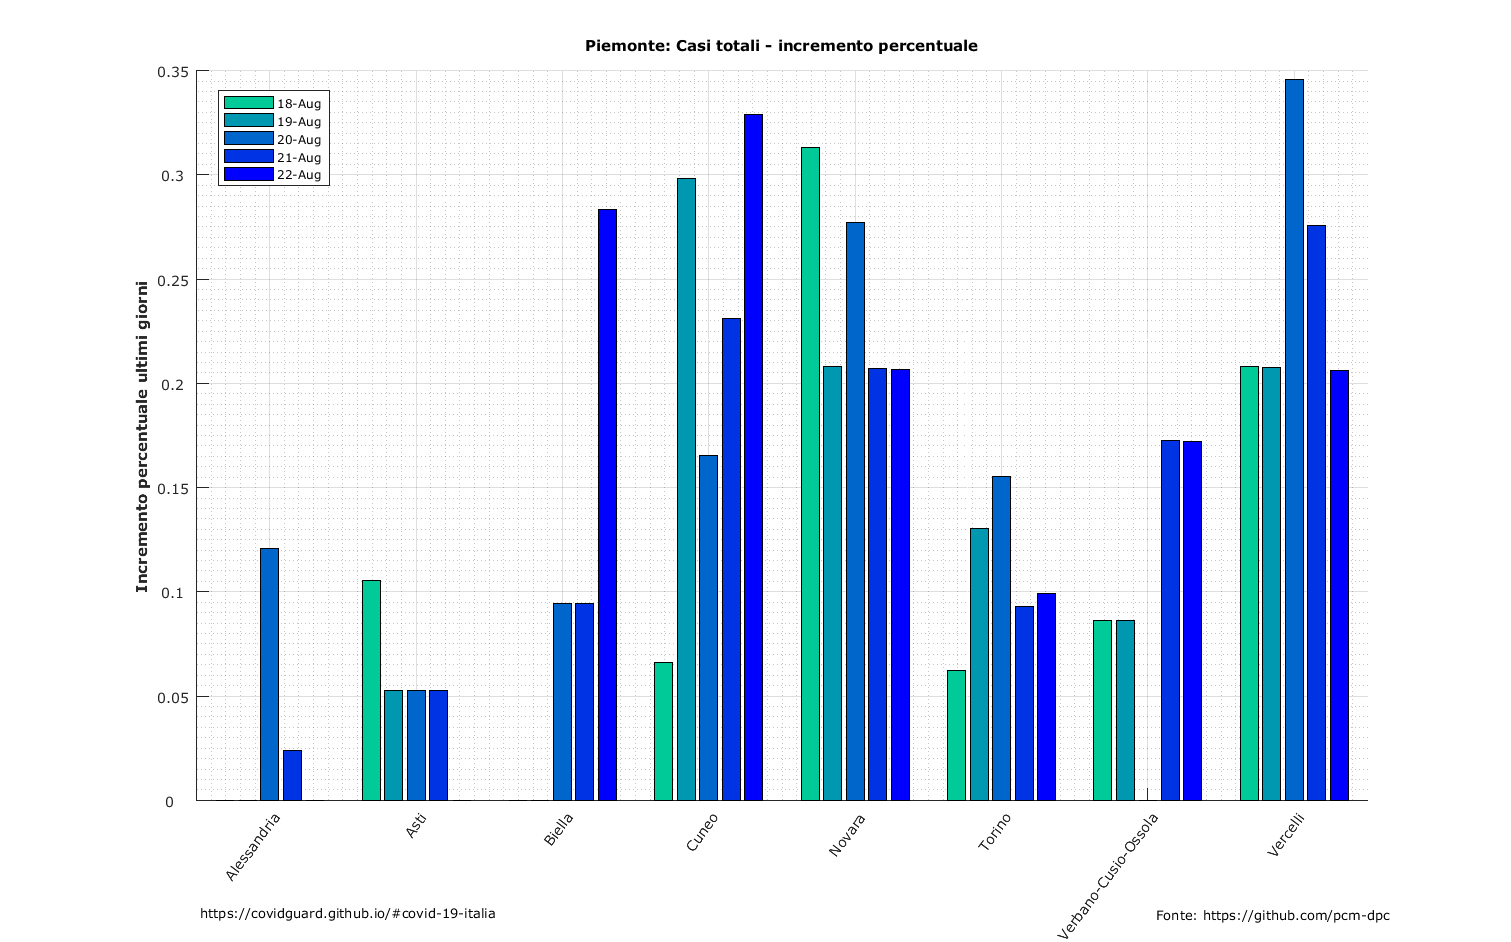 Piemonte: Casi totali - incremento percentuale
0.35
0.3
0.25
0.2
0.15
0.1
0.05
0
Incremento percentuale ultimi giorni
18-Aug
19-Aug
20-Aug
21-Aug
22-Aug
Alessandria
Asti
Biella
Cuneo
Novara
Torino
Verbano-Cusio-Ossola
Vercelli
https://covidguard.github.io/#covid-19-italia
Fonte: https://github.com/pcm-dpc